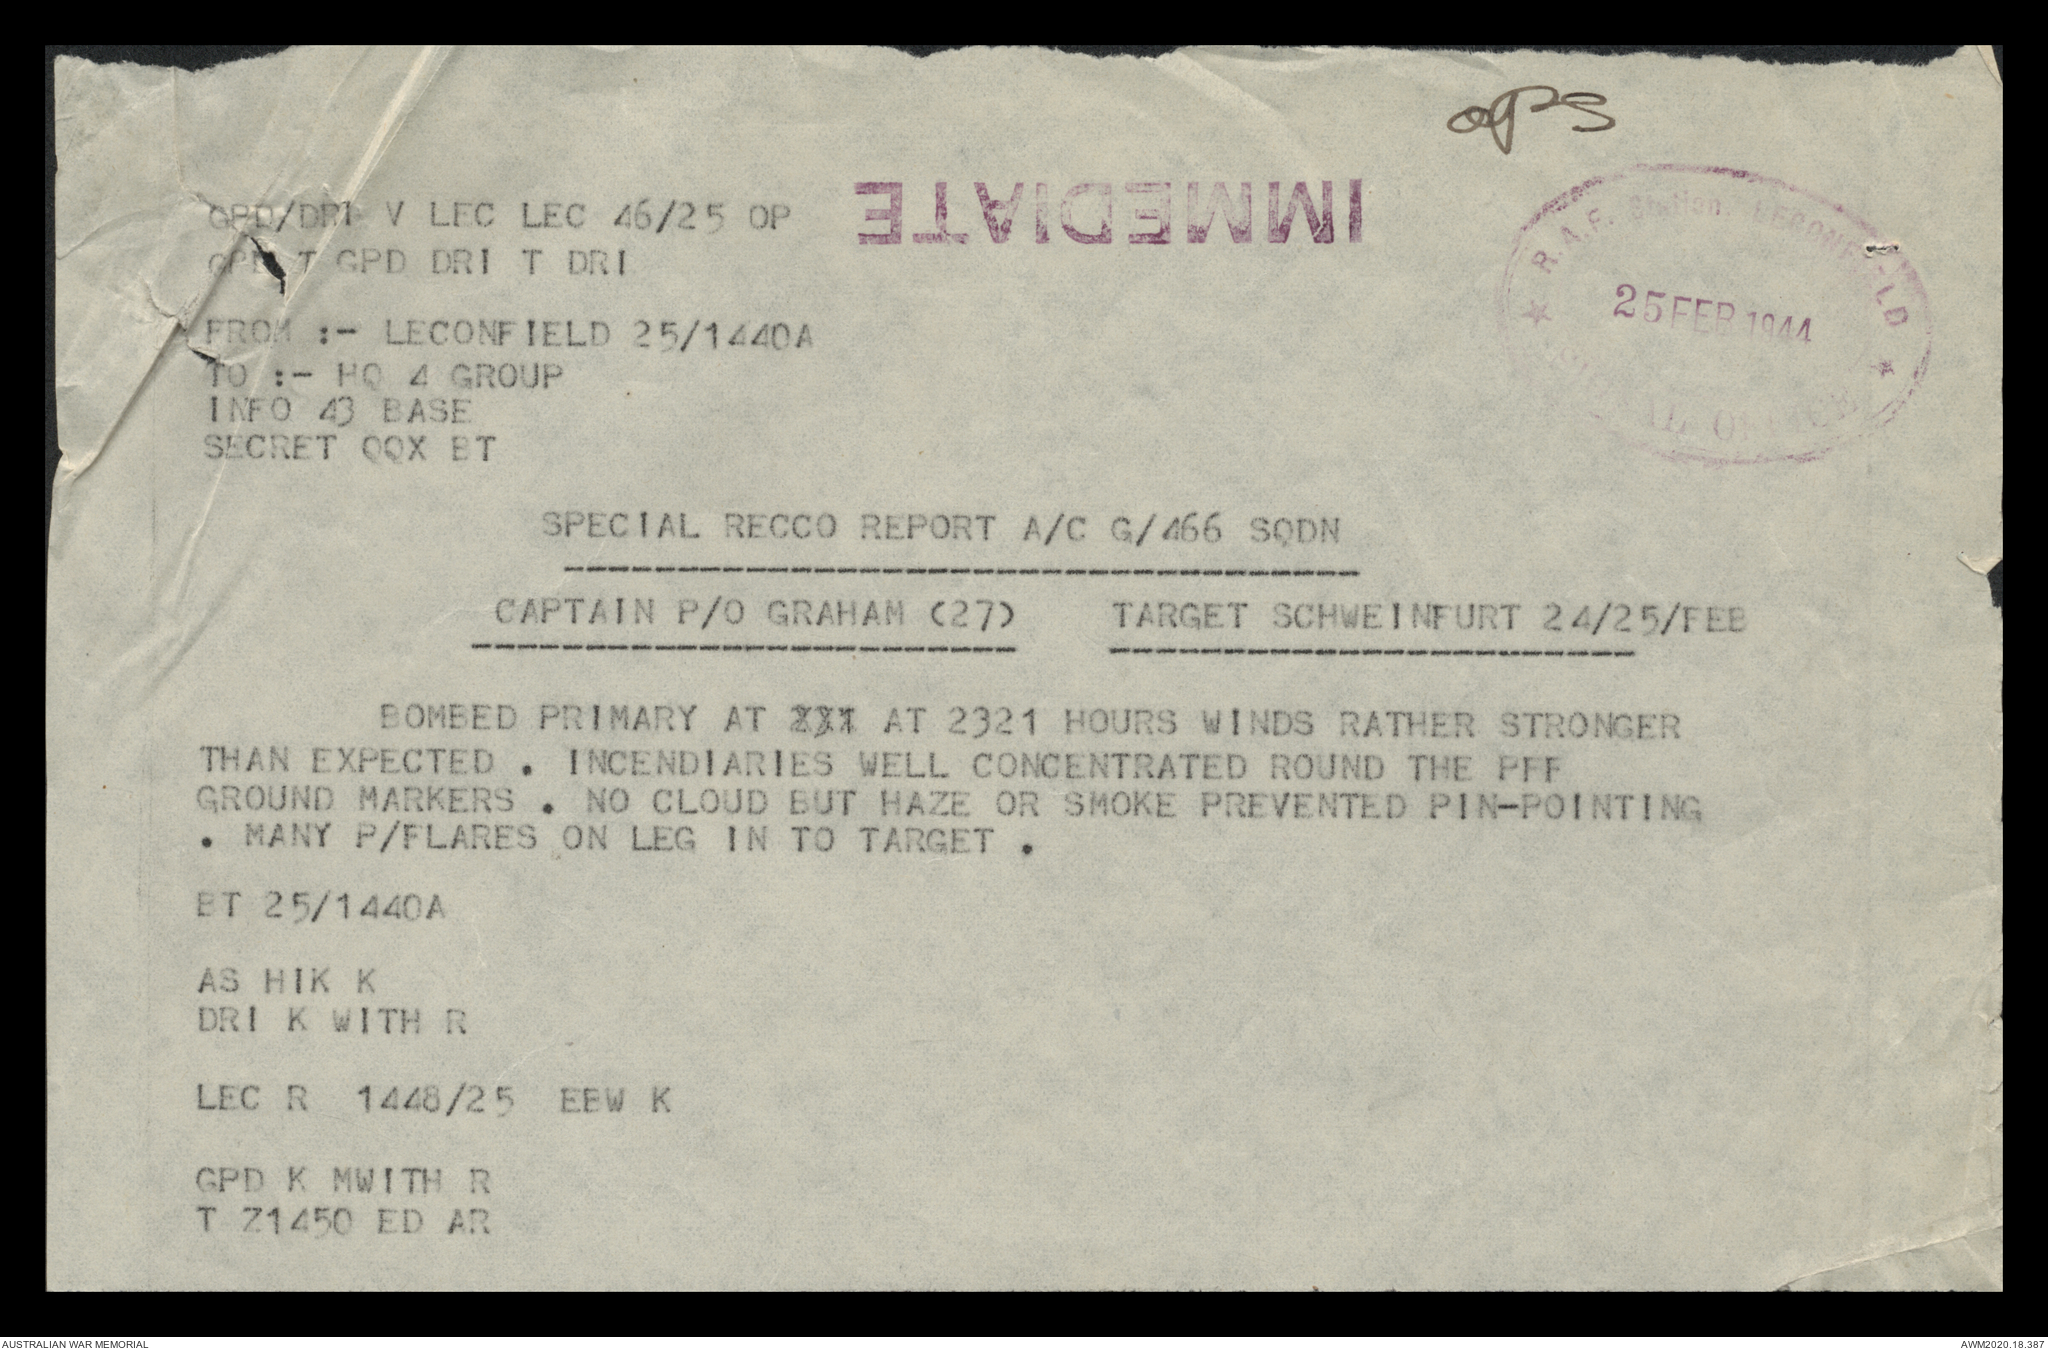 ops
IMMEDIATE
R.A.F. Station, LECONFIELD
25 FEB 1944
GPD/DRI V LEC LEC 46/25 OP
GPD T GPD DRI T DRI
FROM :- LECONFIELD 25/1440A
TO :- HQ 4 GROUP
INFO 43 BASE
SECRET QQX BT
SPECIAL RECCO REPORT A/C G/466 SQDN
CAPTAIN P/O GRAHAM (27) TARGET SCHWEINFURT 24/25/FEB
BOMBED PRIMARY AT AT 2321 HOURS WINDS RATHER STRONGER
THAN EXPECTED . INCENDIARIES WELL CONCENTRATED ROUND THE PFF
GROUND MARKERS . NO CLOUD BUT HAZE OR SMOKE PREVENTED PIN-POINTING
. MANY P/FLARES ON LEG IN TO TARGET .
BT 25/1440A
AS HIK K
DRI K WITH R
LEC R 1448/25 EBW K
GPD K MWITH R
T Z1450 ED AR
AUSTRALIAN WAR MEMORIAL
AWM2020.18.387